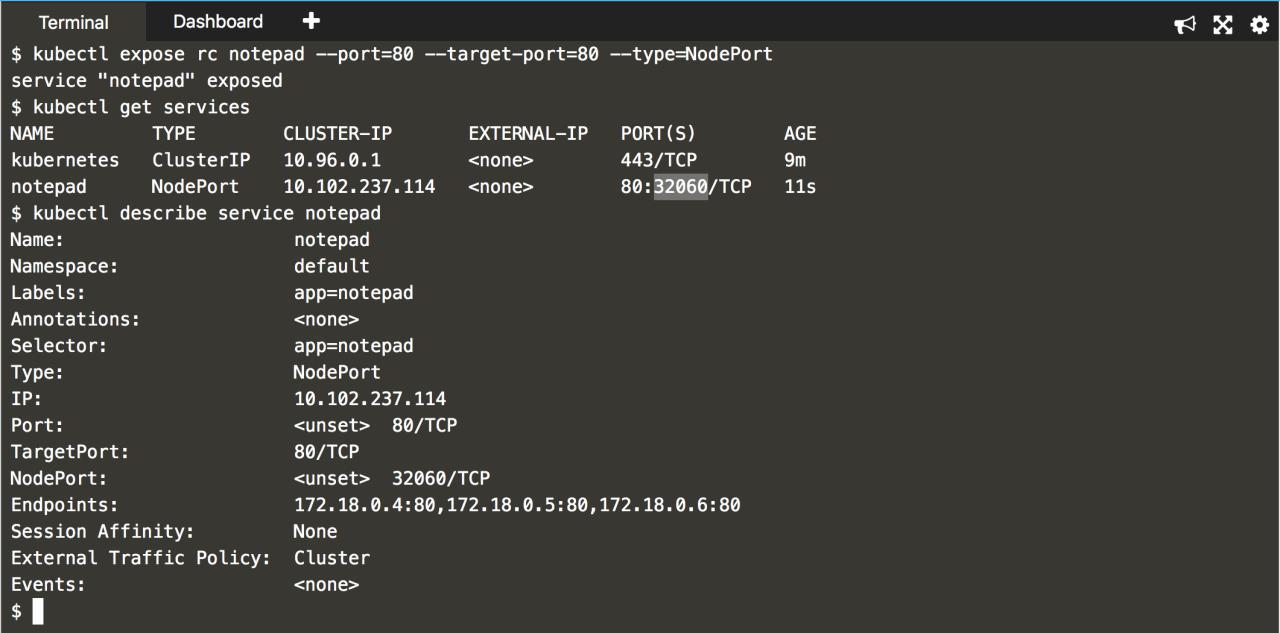 Terminal Dashboard +
$ kubectl expose rc notepad --port=80 --target-port=80 --type=NodePort
service "notepad" exposed
$ kubectl get services
NAME TYPE CLUSTER-IP EXTERNAL-IP PORT(S) AGE
kubernetes ClusterIP 10.96.0.1 <none> 443/TCP 9m
notepad NodePort 10.102.237.114 <none> 80:32060/TCP 11s
$ kubectl describe service notepad
Name: notepad
Namespace: default
Labels: app=notepad
Annotations: <none>
Selector: app=notepad
Type: NodePort
IP: 10.102.237.114
Port: <unset> 80/TCP
TargetPort: 80/TCP
NodePort: <unset> 32060/TCP
Endpoints: 172.18.0.4:80,172.18.0.5:80,172.18.0.6:80
Session Affinity: None
External Traffic Policy: Cluster
Events: <none>
$